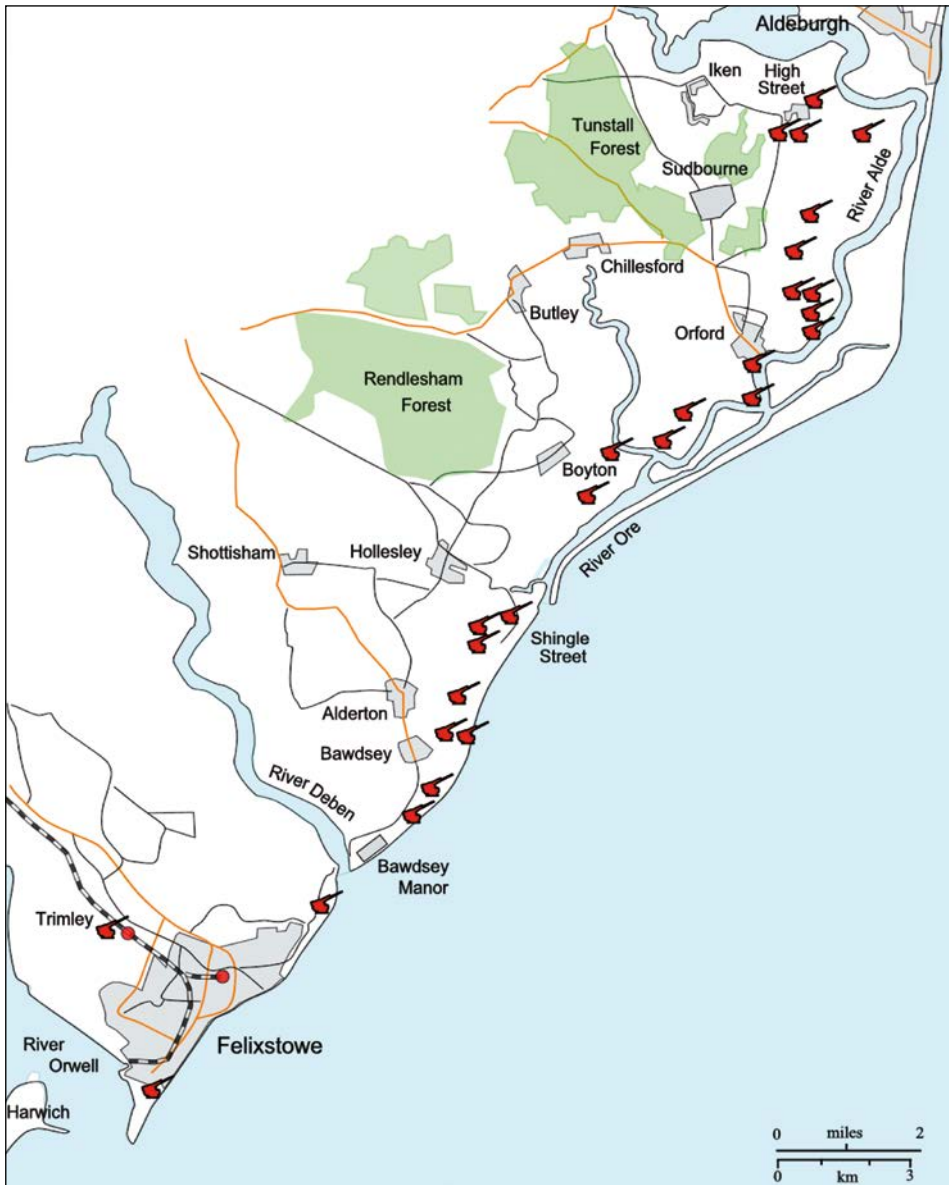 Aldeburgh
Iken
High
Street
Tunstall
Forest
Sudbourne
River Alde
Chillesford
Butley
Orford
Rendlesham
Forest
Boyton
River Ore
Shottisham
Hollesley
Shingle
Street
Alderton
Bawdsey
River Deben
Bawdsey
Manor
Trimley
Felixstowe
River
Orwell
Harwich
0 miles 2
0 km 3